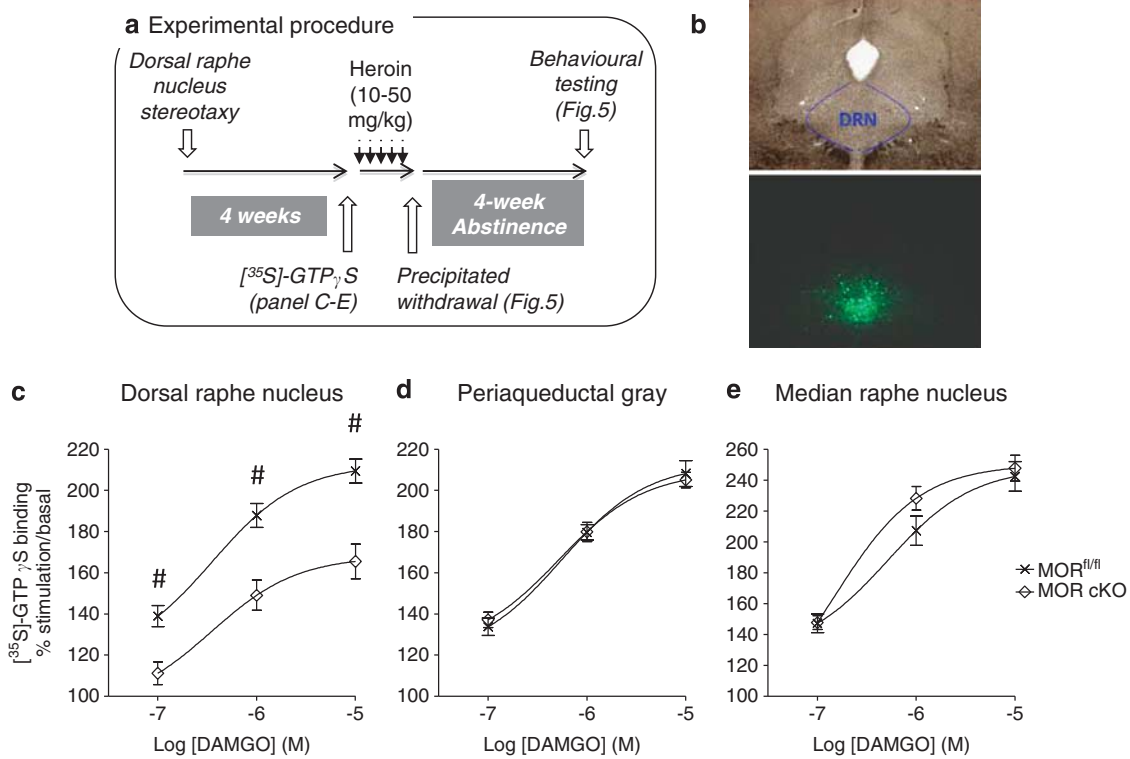 a Experimental procedure
Dorsal raphe
nucleus
stereotaxy
Heroin
(10-50
mg/kg)
Behavioural
testing
(Fig.5)
4 weeks
4-week
Abstinence
[³⁵S]-GTPγS
(panel C-E)
Precipitated
withdrawal (Fig.5)
b
DRN
c Dorsal raphe nucleus
[³⁵S]-GTP γS binding
% stimulation/basal
220
200
180
160
140
120
100
#
#
#
-7 -6 -5
Log [DAMGO] (M)
d Periaqueductal gray
220
200
180
160
140
120
100
-7 -6 -5
Log [DAMGO] (M)
e Median raphe nucleus
260
240
220
200
180
160
140
120
100
-7 -6 -5
Log [DAMGO] (M)
MORfl/fl
MOR cKO